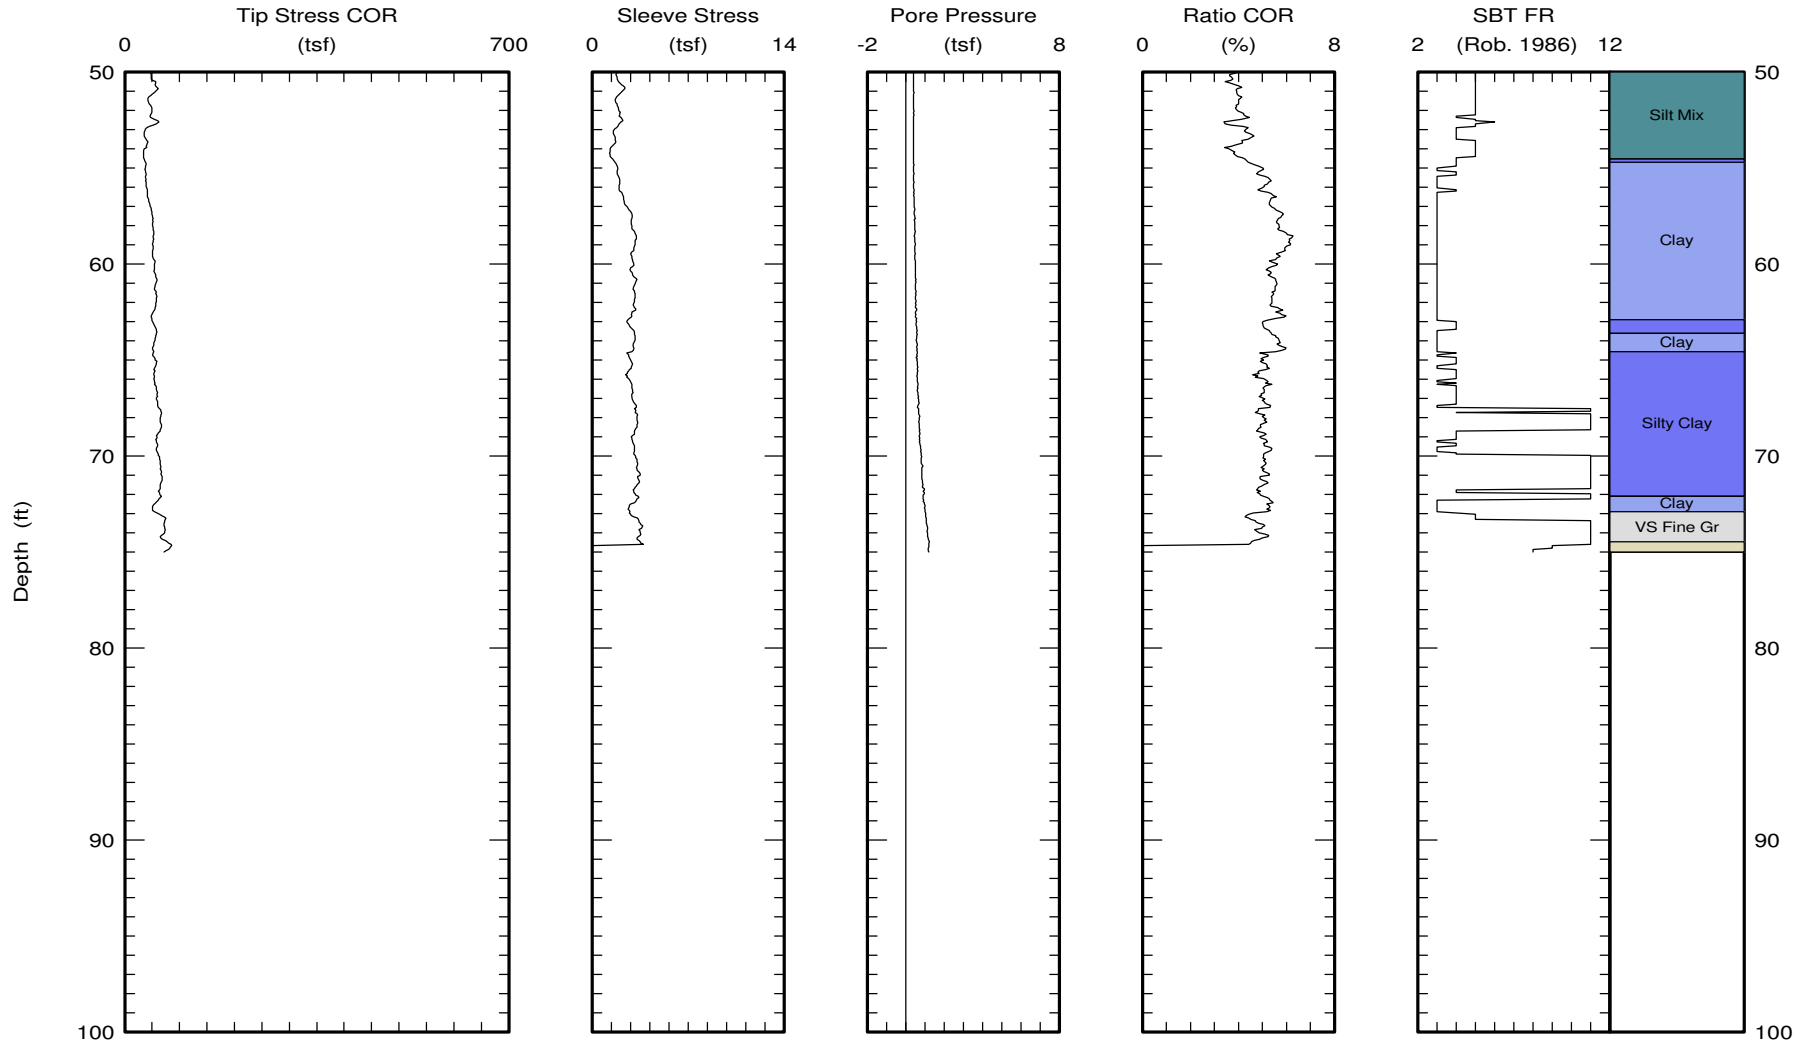 Tip Stress COR Sleeve Stress Pore Pressure Ratio COR SBT FR
0 (tsf) 700 0 (tsf) 14 -2 (tsf) 8 0 (%) 8 2 (Rob. 1986) 12
50 50
Silt Mix
Clay
60 60
Clay
Silty Clay
70 70
Clay
VS Fine Gr
Depth (ft)
80 80
90 90
100 100